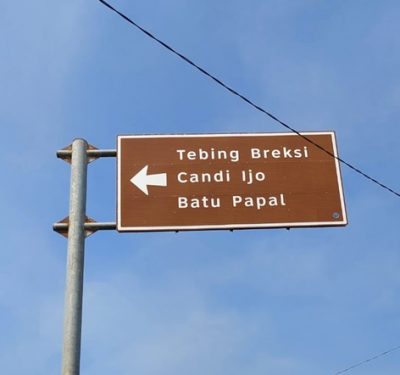 Tebing Breksi
Candi Ijo
Batu Papal